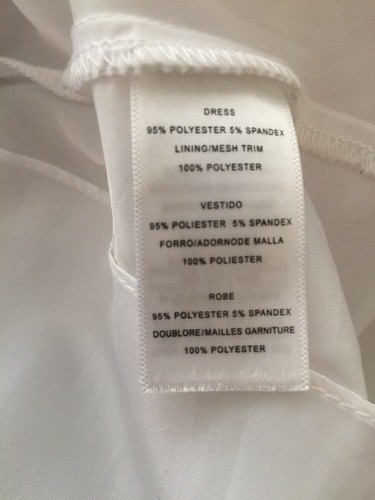 DRESS
95% POLYESTER 5% SPANDEX
LINING/MESH TRIM
100% POLYESTER
VESTIDO
95% POLIESTER 5% SPANDEX
FORRO/ADORNODE MALLA
100% POLIESTER
ROBE
95% POLYESTER 5% SPANDEX
DOUBLORE/MAILLES GARNITURE
100% POLYESTER